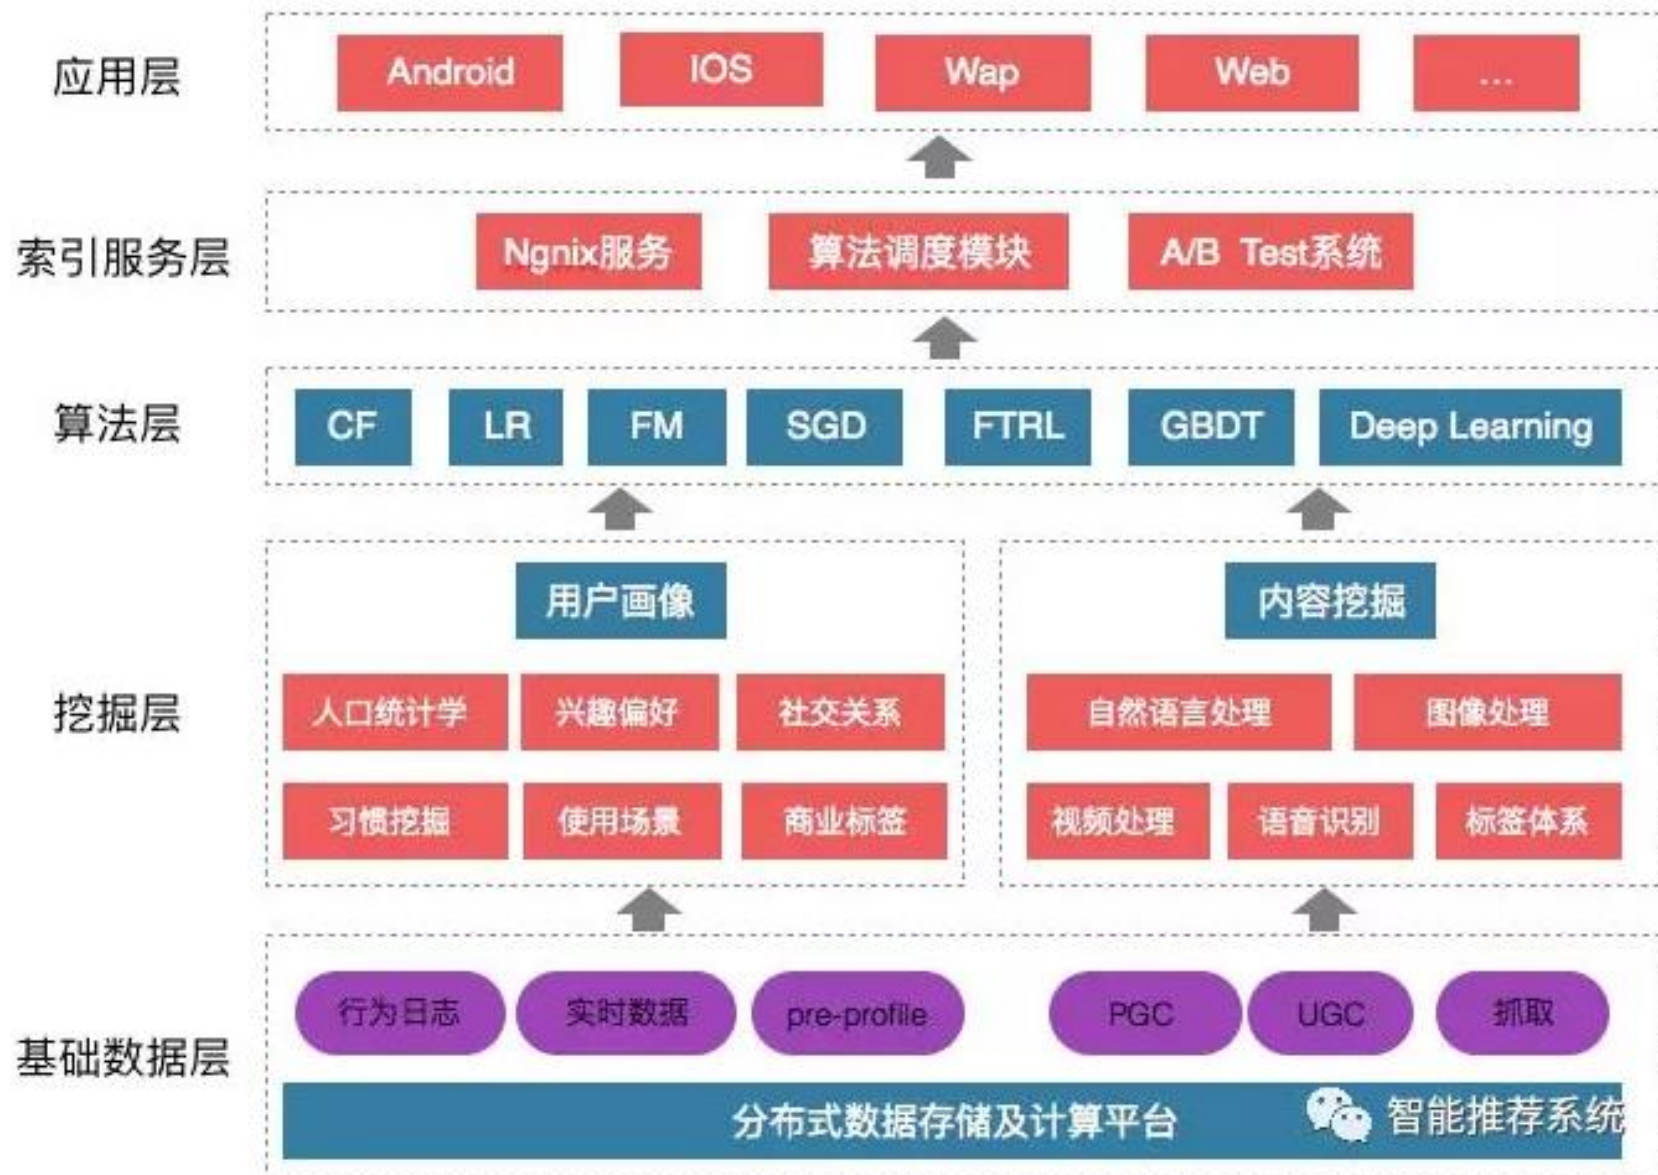 应用层
Android
IOS
Wap
Web
...
索引服务层
Ngnix服务
算法调度模块
A/B Test系统
算法层
CF
LR
FM
SGD
FTRL
GBDT
Deep Learning
挖掘层
用户画像
人口统计学
兴趣偏好
社交关系
习惯挖掘
使用场景
商业标签
内容挖掘
自然语言处理
图像处理
视频处理
语音识别
标签体系
基础数据层
行为日志
实时数据
pre-profile
PGC
UGC
抓取
分布式数据存储及计算平台
智能推荐系统